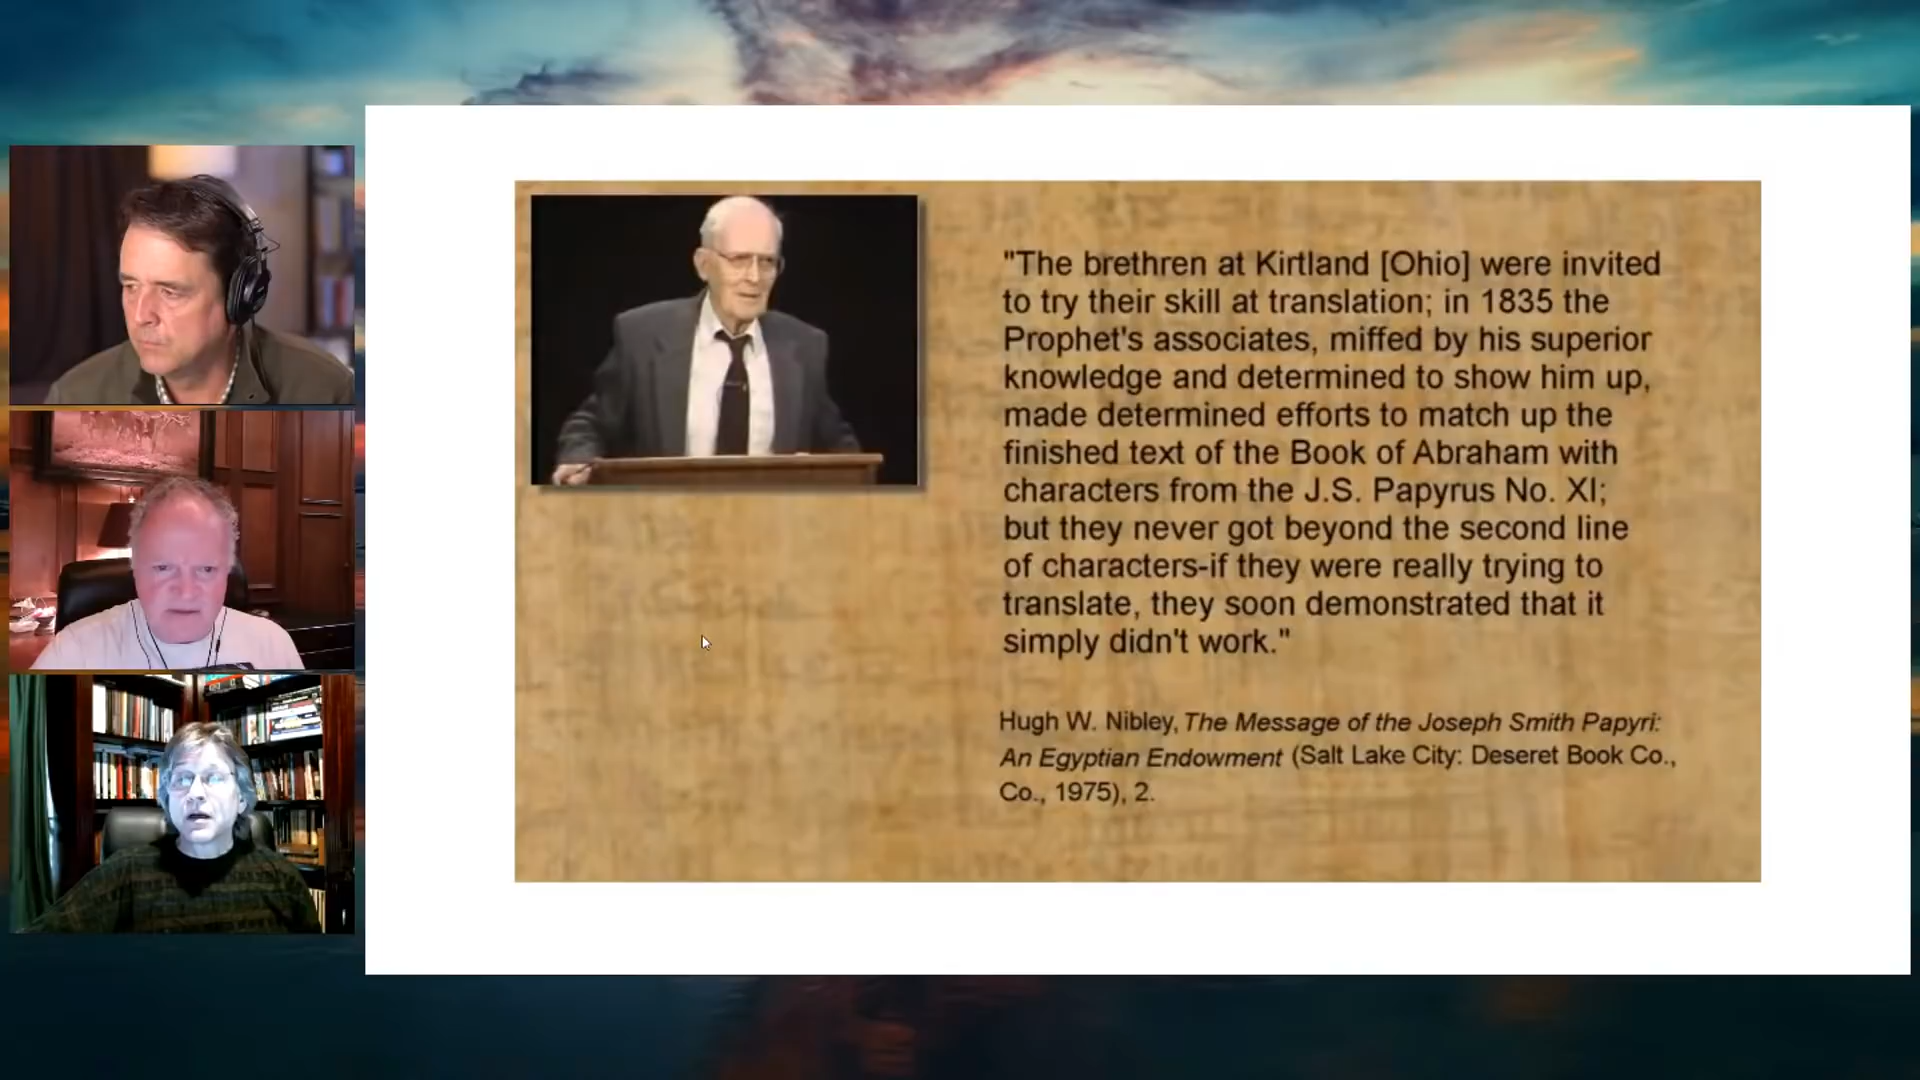 "The brethren at Kirtland [Ohio] were invited
to try their skill at translation; in 1835 the
Prophet's associates, miffed by his superior
knowledge and determined to show him up,
made determined efforts to match up the
finished text of the Book of Abraham with
characters from the J.S. Papyrus No. XI;
but they never got beyond the second line
of characters-if they were really trying to
translate, they soon demonstrated that it
simply didn't work."
Hugh W. Nibley, The Message of the Joseph Smith Papyri:
An Egyptian Endowment (Salt Lake City: Deseret Book Co.,
Co., 1975), 2.